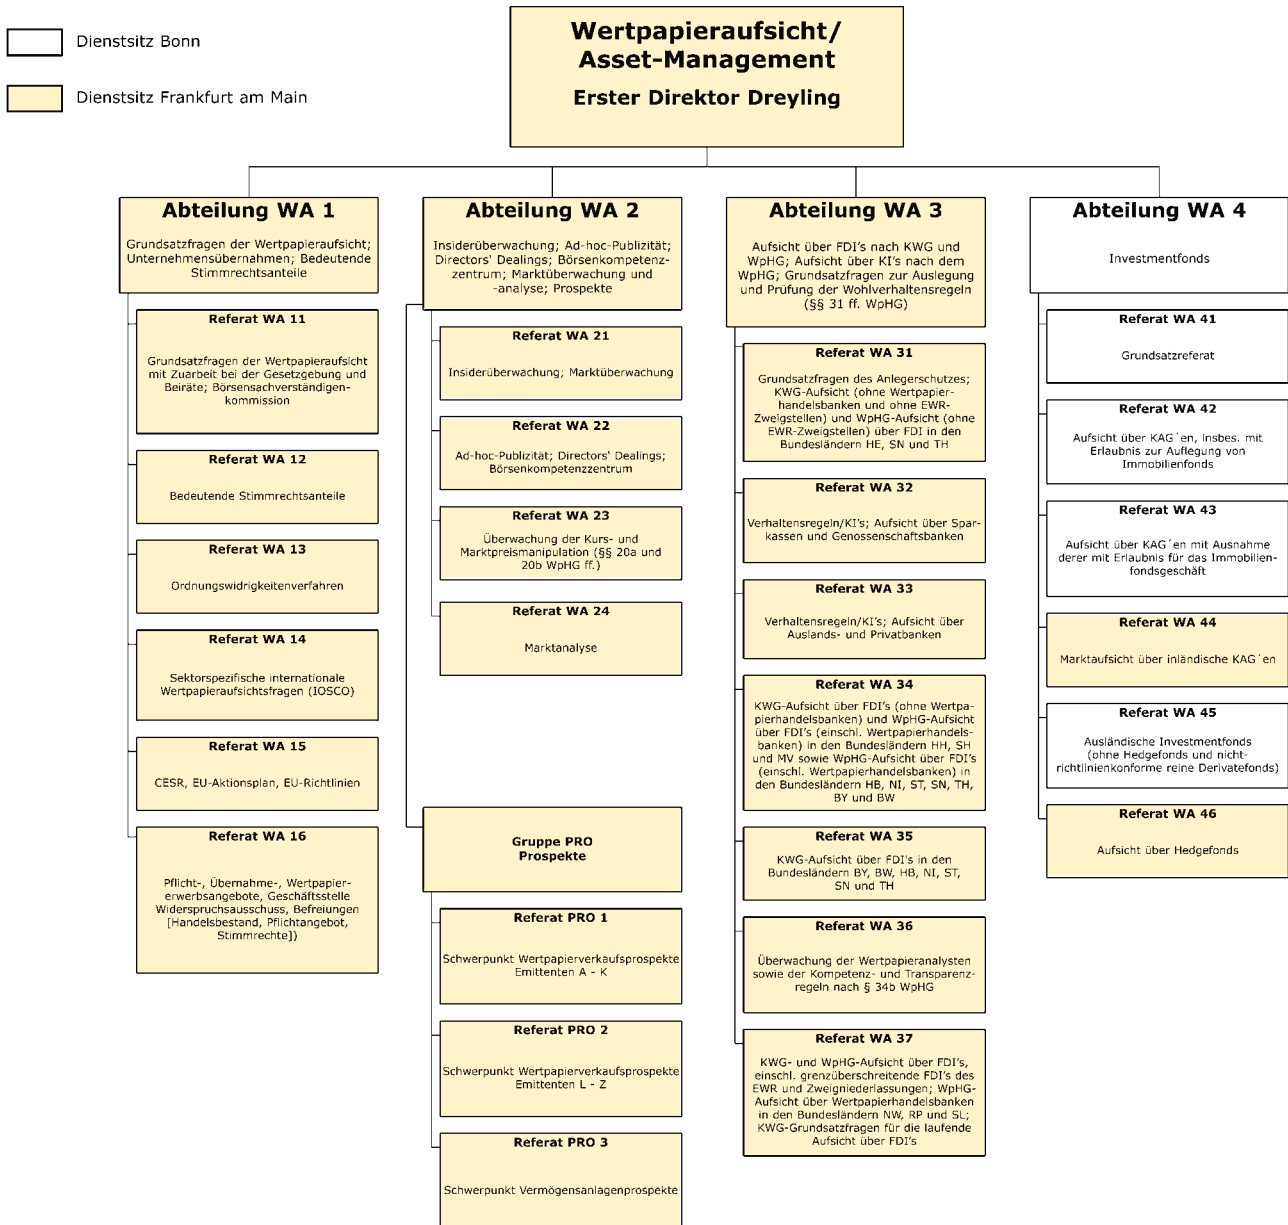 Dienstsitz Bonn
Dienstsitz Frankfurt am Main
Wertpapieraufsicht/
Asset-Management
Erster Direktor Dreyling
Abteilung WA 1
Grundsatzfragen der Wertpapieraufsicht;
Unternehmensübernahmen; Bedeutende
Stimmrechtsanteile
Referat WA 11
Grundsatzfragen der Wertpapieraufsicht
mit Zuarbeit bei der Gesetzgebung und
Beiräte; Börsensachverständigen-
kommission
Referat WA 12
Bedeutende Stimmrechtsanteile
Referat WA 13
Ordnungswidrigkeitenverfahren
Referat WA 14
Sektorspezifische internationale
Wertpapieraufsichtsfragen (IOSCO)
Referat WA 15
CESR, EU-Aktionsplan, EU-Richtlinien
Referat WA 16
Pflicht-, Übernahme-, Wertpapier-
erwerbsangebote, Geschäftsstelle
Widerspruchsausschuss, Befreiungen
[Handelsbestand, Pflichtangebot,
Stimmrechte])
Abteilung WA 2
Insiderüberwachung; Ad-hoc-Publizität;
Directors' Dealings; Börsenkompetenz-
zentrum; Marktüberwachung und
-analyse; Prospekte
Referat WA 21
Insiderüberwachung; Marktüberwachung
Referat WA 22
Ad-hoc-Publizität; Directors' Dealings;
Börsenkompetenzzentrum
Referat WA 23
Überwachung der Kurs- und
Marktpreismanipulation (§§ 20a und
20b WpHG ff.)
Referat WA 24
Marktanalyse
Gruppe PRO
Prospekte
Referat PRO 1
Schwerpunkt Wertpapierverkaufsprospekte
Emittenten A - K
Referat PRO 2
Schwerpunkt Wertpapierverkaufsprospekte
Emittenten L - Z
Referat PRO 3
Schwerpunkt Vermögensanlagenprospekte
Abteilung WA 3
Aufsicht über FDI's nach KWG und
WpHG; Aufsicht über KI's nach dem
WpHG; Grundsatzfragen zur Auslegung
und Prüfung der Wohlverhaltensregeln
(§§ 31 ff. WpHG)
Referat WA 31
Grundsatzfragen des Anlegerschutzes;
KWG-Aufsicht (ohne Wertpapier-
handelsbanken und ohne EWR-
Zweigstellen) und WpHG-Aufsicht (ohne
EWR-Zweigstellen) über FDI in den
Bundesländern HE, SN und TH
Referat WA 32
Verhaltensregeln/KI's; Aufsicht über Spar-
kassen und Genossenschaftsbanken
Referat WA 33
Verhaltensregeln/KI's; Aufsicht über
Auslands- und Privatbanken
Referat WA 34
KWG-Aufsicht über FDI's (ohne Wertpa-
pierhandelsbanken) und WpHG-Aufsicht
über FDI's (einschl. Wertpapierhandels-
banken) in den Bundesländern HH, SH
und MV sowie WpHG-Aufsicht über FDI's
(einschl. Wertpapierhandelsbanken) in
den Bundesländern HB, NI, ST, SN, TH,
BY und BW
Referat WA 35
KWG-Aufsicht über FDI's in den
Bundesländern BY, BW, HB, NI, ST,
SN und TH
Referat WA 36
Überwachung der Wertpapieranalysten
sowie der Kompetenz- und Transparenz-
regeln nach § 34b WpHG
Referat WA 37
KWG- und WpHG-Aufsicht über FDI's,
einschl. grenzüberschreitende FDI's des
EWR und Zweigniederlassungen; WpHG-
Aufsicht über Wertpapierhandelsbanken
in den Bundesländern NW, RP und SL;
KWG-Grundsatzfragen für die laufende
Aufsicht über FDI's
Abteilung WA 4
Investmentfonds
Referat WA 41
Grundsatzreferat
Referat WA 42
Aufsicht über KAG´en, insbes. mit
Erlaubnis zur Auflegung von
Immobilienfonds
Referat WA 43
Aufsicht über KAG´en mit Ausnahme
derer mit Erlaubnis für das Immobilien-
fondsgeschäft
Referat WA 44
Marktaufsicht über inländische KAG´en
Referat WA 45
Ausländische Investmentfonds
(ohne Hedgefonds und nicht-
richtlinienkonforme reine Derivatefonds)
Referat WA 46
Aufsicht über Hedgefonds